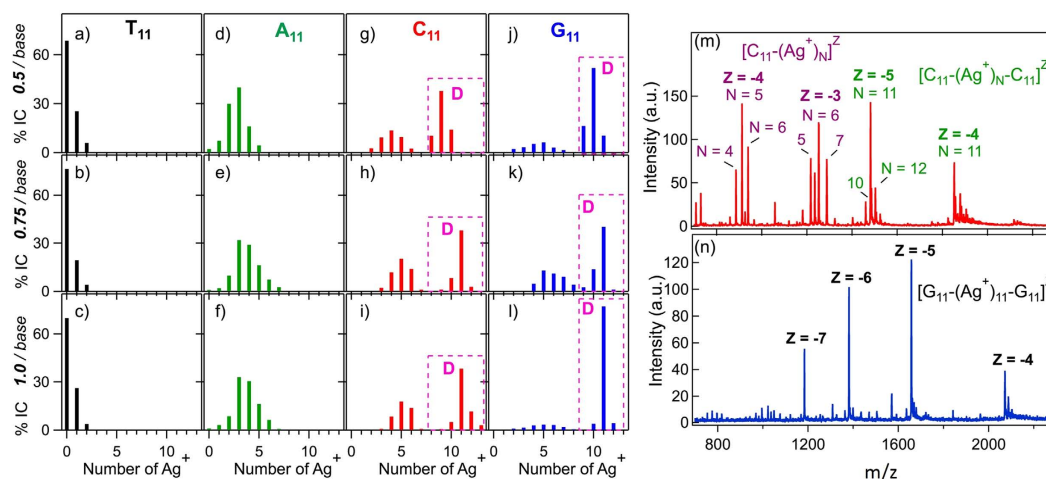 T11
A11
C11
G11
a)
d)
g)
j)
D
D
60
30
0
% IC 0.5 / base
b)
e)
h)
k)
D
D
60
30
0
% IC 0.75 / base
c)
f)
i)
l)
D
D
60
30
0
% IC 1.0 / base
0 10
0 10
0 10
0 10
Number of Ag+
Number of Ag+
Number of Ag+
Number of Ag+
(m)
[C11-(Ag+)N]Z
[C11-(Ag+)N-C11]Z
Z = -4
N = 5
N = 4
N = 6
Z = -3
N = 6
5
7
Z = -5
N = 11
10
N = 12
Z = -4
N = 11
150
100
50
0
Intensity (a.u.)
(n)
[G11-(Ag+)11-G11]Z
Z = -7
Z = -6
Z = -5
Z = -4
120
100
80
60
40
20
0
Intensity (a.u.)
800 1200 1600 2000
m/z